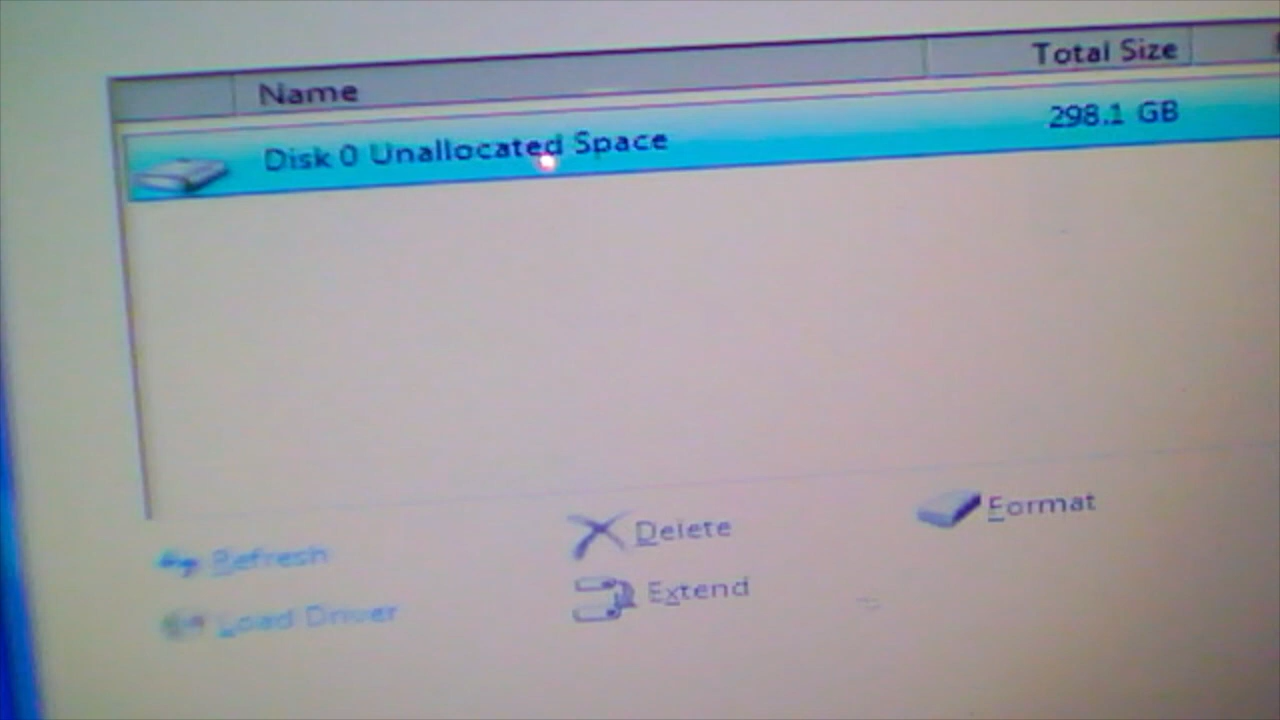 Name Total Size
Disk 0 Unallocated Space 298.1 GB
Refresh Delete Format
Load Driver Extend